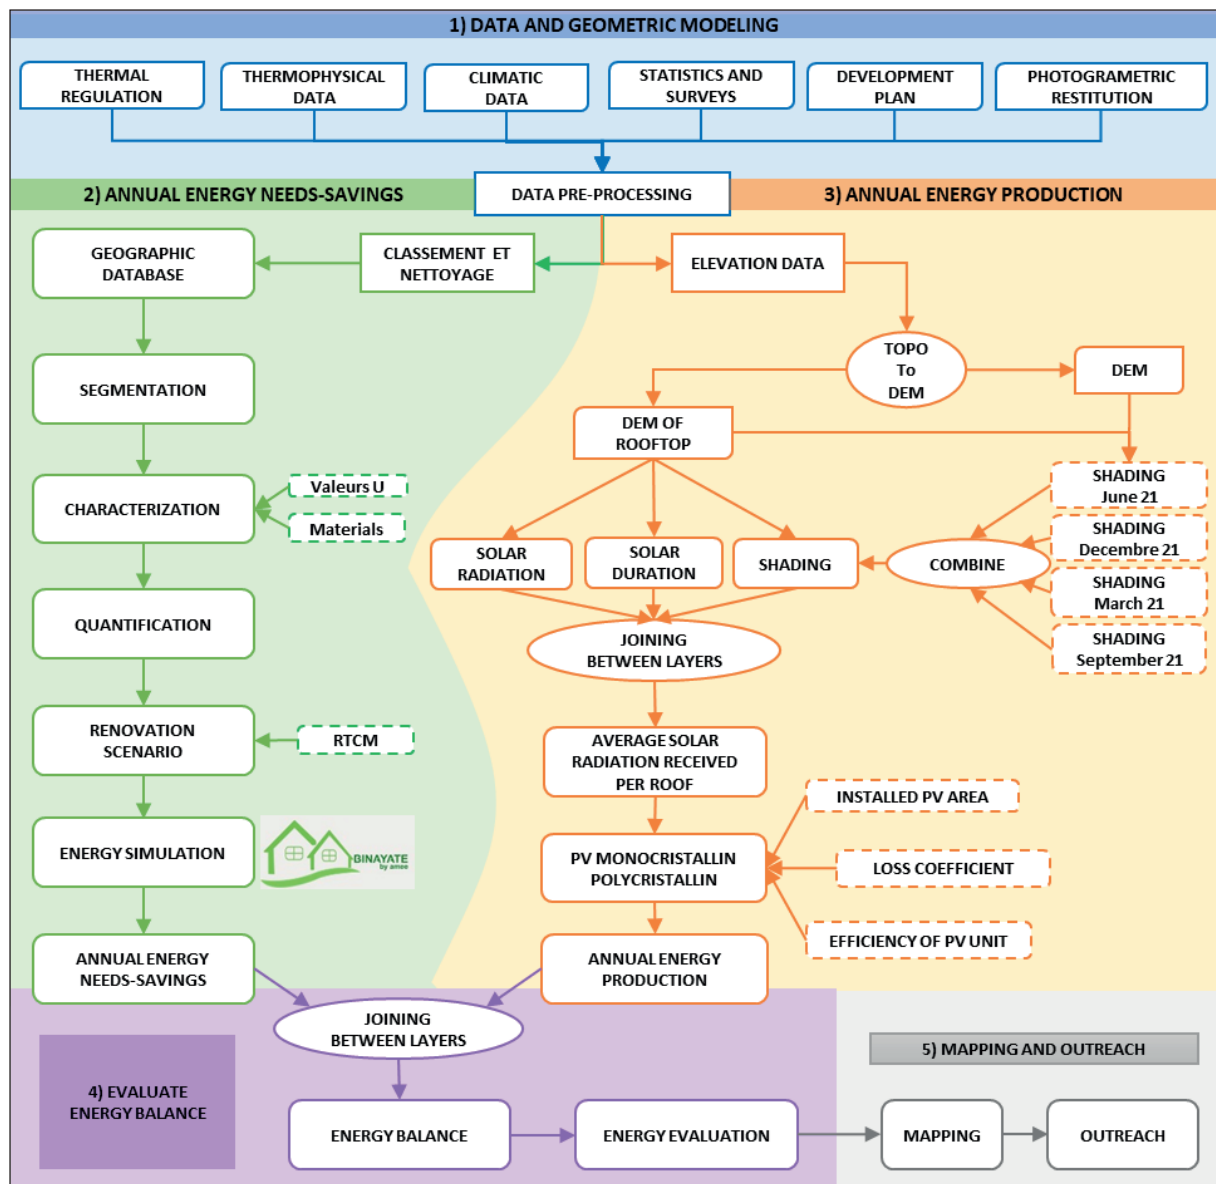 1) DATA AND GEOMETRIC MODELING
THERMAL
REGULATION
THERMOPHYSICAL
DATA
CLIMATIC
DATA
STATISTICS AND
SURVEYS
DEVELOPMENT
PLAN
PHOTOGRAMETRIC
RESTITUTION
2) ANNUAL ENERGY NEEDS-SAVINGS
DATA PRE-PROCESSING
3) ANNUAL ENERGY PRODUCTION
GEOGRAPHIC
DATABASE
CLASSEMENT ET
NETTOYAGE
ELEVATION DATA
SEGMENTATION
TOPO
To
DEM
DEM
DEM OF
ROOFTOP
CHARACTERIZATION
Valeurs U
Materials
SHADING
June 21
SHADING
Decembre 21
SHADING
March 21
SHADING
September 21
SOLAR
RADIATION
SOLAR
DURATION
SHADING
COMBINE
QUANTIFICATION
JOINING
BETWEEN LAYERS
RENOVATION
SCENARIO
RTCM
AVERAGE SOLAR
RADIATION RECEIVED
PER ROOF
INSTALLED PV AREA
ENERGY SIMULATION
BINAYATE
by amee
PV MONOCRISTALLIN
POLYCRISTALLIN
LOSS COEFFICIENT
EFFICIENCY OF PV UNIT
ANNUAL ENERGY
NEEDS-SAVINGS
ANNUAL ENERGY
PRODUCTION
JOINING
BETWEEN LAYERS
4) EVALUATE
ENERGY BALANCE
5) MAPPING AND OUTREACH
ENERGY BALANCE
ENERGY EVALUATION
MAPPING
OUTREACH